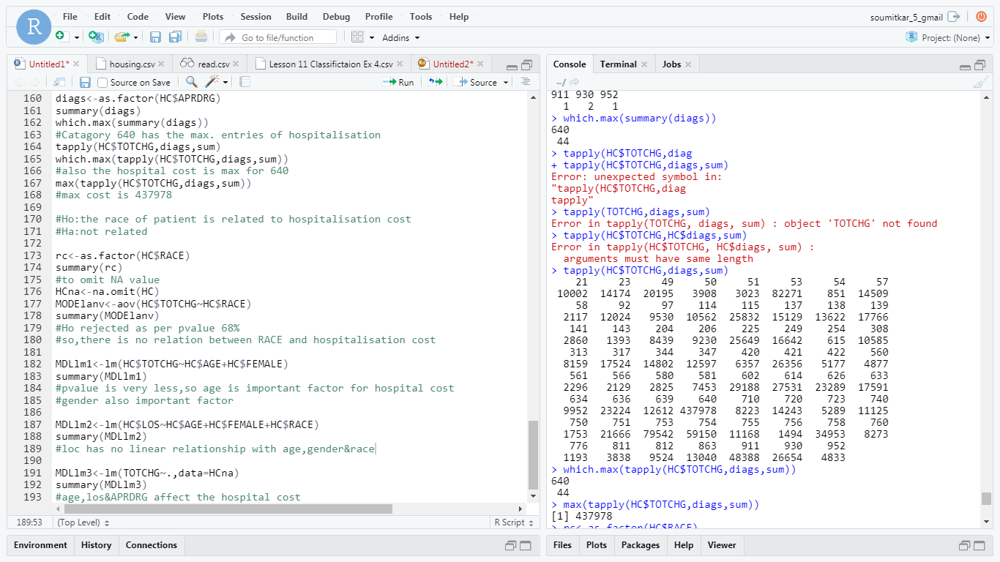 File Edit Code View Plots Session Build Debug Profile Tools Help
soumitkar_5_gmail
R
Go to file/function
Addins
Project: (None)
Untitled1*
housing.csv
read.csv
Lesson 11 Classifictaion Ex 4.csv
Untitled2*
Source on Save
Run
Source
160 diags<-as.factor(HC$APRDRG)
161 summary(diags)
162 which.max(summary(diags))
163 #Catagory 640 has the max. entries of hospitalisation
164 tapply(HC$TOTCHG,diags,sum)
165 which.max(tapply(HC$TOTCHG,diags,sum))
166 #also the hospital cost is max for 640
167 max(tapply(HC$TOTCHG,diags,sum))
168 #max cost is 437978
169
170 #Ho:the race of patient is related to hospitalisation cost
171 #Ha:not related
172
173 rc<-as.factor(HC$RACE)
174 summary(rc)
175 #to omit NA value
176 HCna<-na.omit(HC)
177 MODElanv<-aov(HC$TOTCHG~HC$RACE)
178 summary(MODElanv)
179 #Ho rejected as per pvalue 68%
180 #so,there is no relation between RACE and hospitalisation cost
181
182 MDLlm1<-lm(HC$TOTCHG~HC$AGE+HC$FEMALE)
183 summary(MDLlm1)
184 #pvalue is very less,so age is important factor for hospital cost
185 #gender also important factor
186
187 MDLlm2<-lm(HC$LOS~HC$AGE+HC$FEMALE+HC$RACE)
188 summary(MDLlm2)
189 #loc has no linear relationship with age,gender&race
190
191 MDLlm3<-lm(TOTCHG~.,data=HCna)
192 summary(MDLlm3)
193 #age,los&APRDRG affect the hospital cost
189:53 (Top Level) R Script
Environment History Connections
Console Terminal Jobs
~/
911 930 952
1 2 1
> which.max(summary(diags))
640
44
> tapply(HC$TOTCHG,diag
+ tapply(HC$TOTCHG,diags,sum)
Error: unexpected symbol in:
"tapply(HC$TOTCHG,diag
tapply"
> tapply(TOTCHG,diags,sum)
Error in tapply(TOTCHG, diags, sum) : object 'TOTCHG' not found
> tapply(HC$TOTCHG,HC$diags,sum)
Error in tapply(HC$TOTCHG, HC$diags, sum) :
arguments must have same length
> tapply(HC$TOTCHG,diags,sum)
21 23 49 50 51 53 54 57
10002 14174 20195 3908 3023 82271 851 14509
58 92 97 114 115 137 138 139
2117 12024 9530 10562 25832 15129 13622 17766
141 143 204 206 225 249 254 308
2860 1393 8439 9230 25649 16642 615 10585
313 317 344 347 420 421 422 560
8159 17524 14802 12597 6357 26356 5177 4877
561 566 580 581 602 614 626 633
2296 2129 2825 7453 29188 27531 23289 17591
634 636 639 640 710 720 723 740
9952 23224 12612 437978 8223 14243 5289 11125
750 751 753 754 755 756 758 760
1753 21666 79542 59150 11168 1494 34953 8273
776 811 812 863 911 930 952
1193 3838 9524 13040 48388 26654 4833
> which.max(tapply(HC$TOTCHG,diags,sum))
640
44
> max(tapply(HC$TOTCHG,diags,sum))
[1] 437978
> rc<-as.factor(HC$RACE)
Files Plots Packages Help Viewer